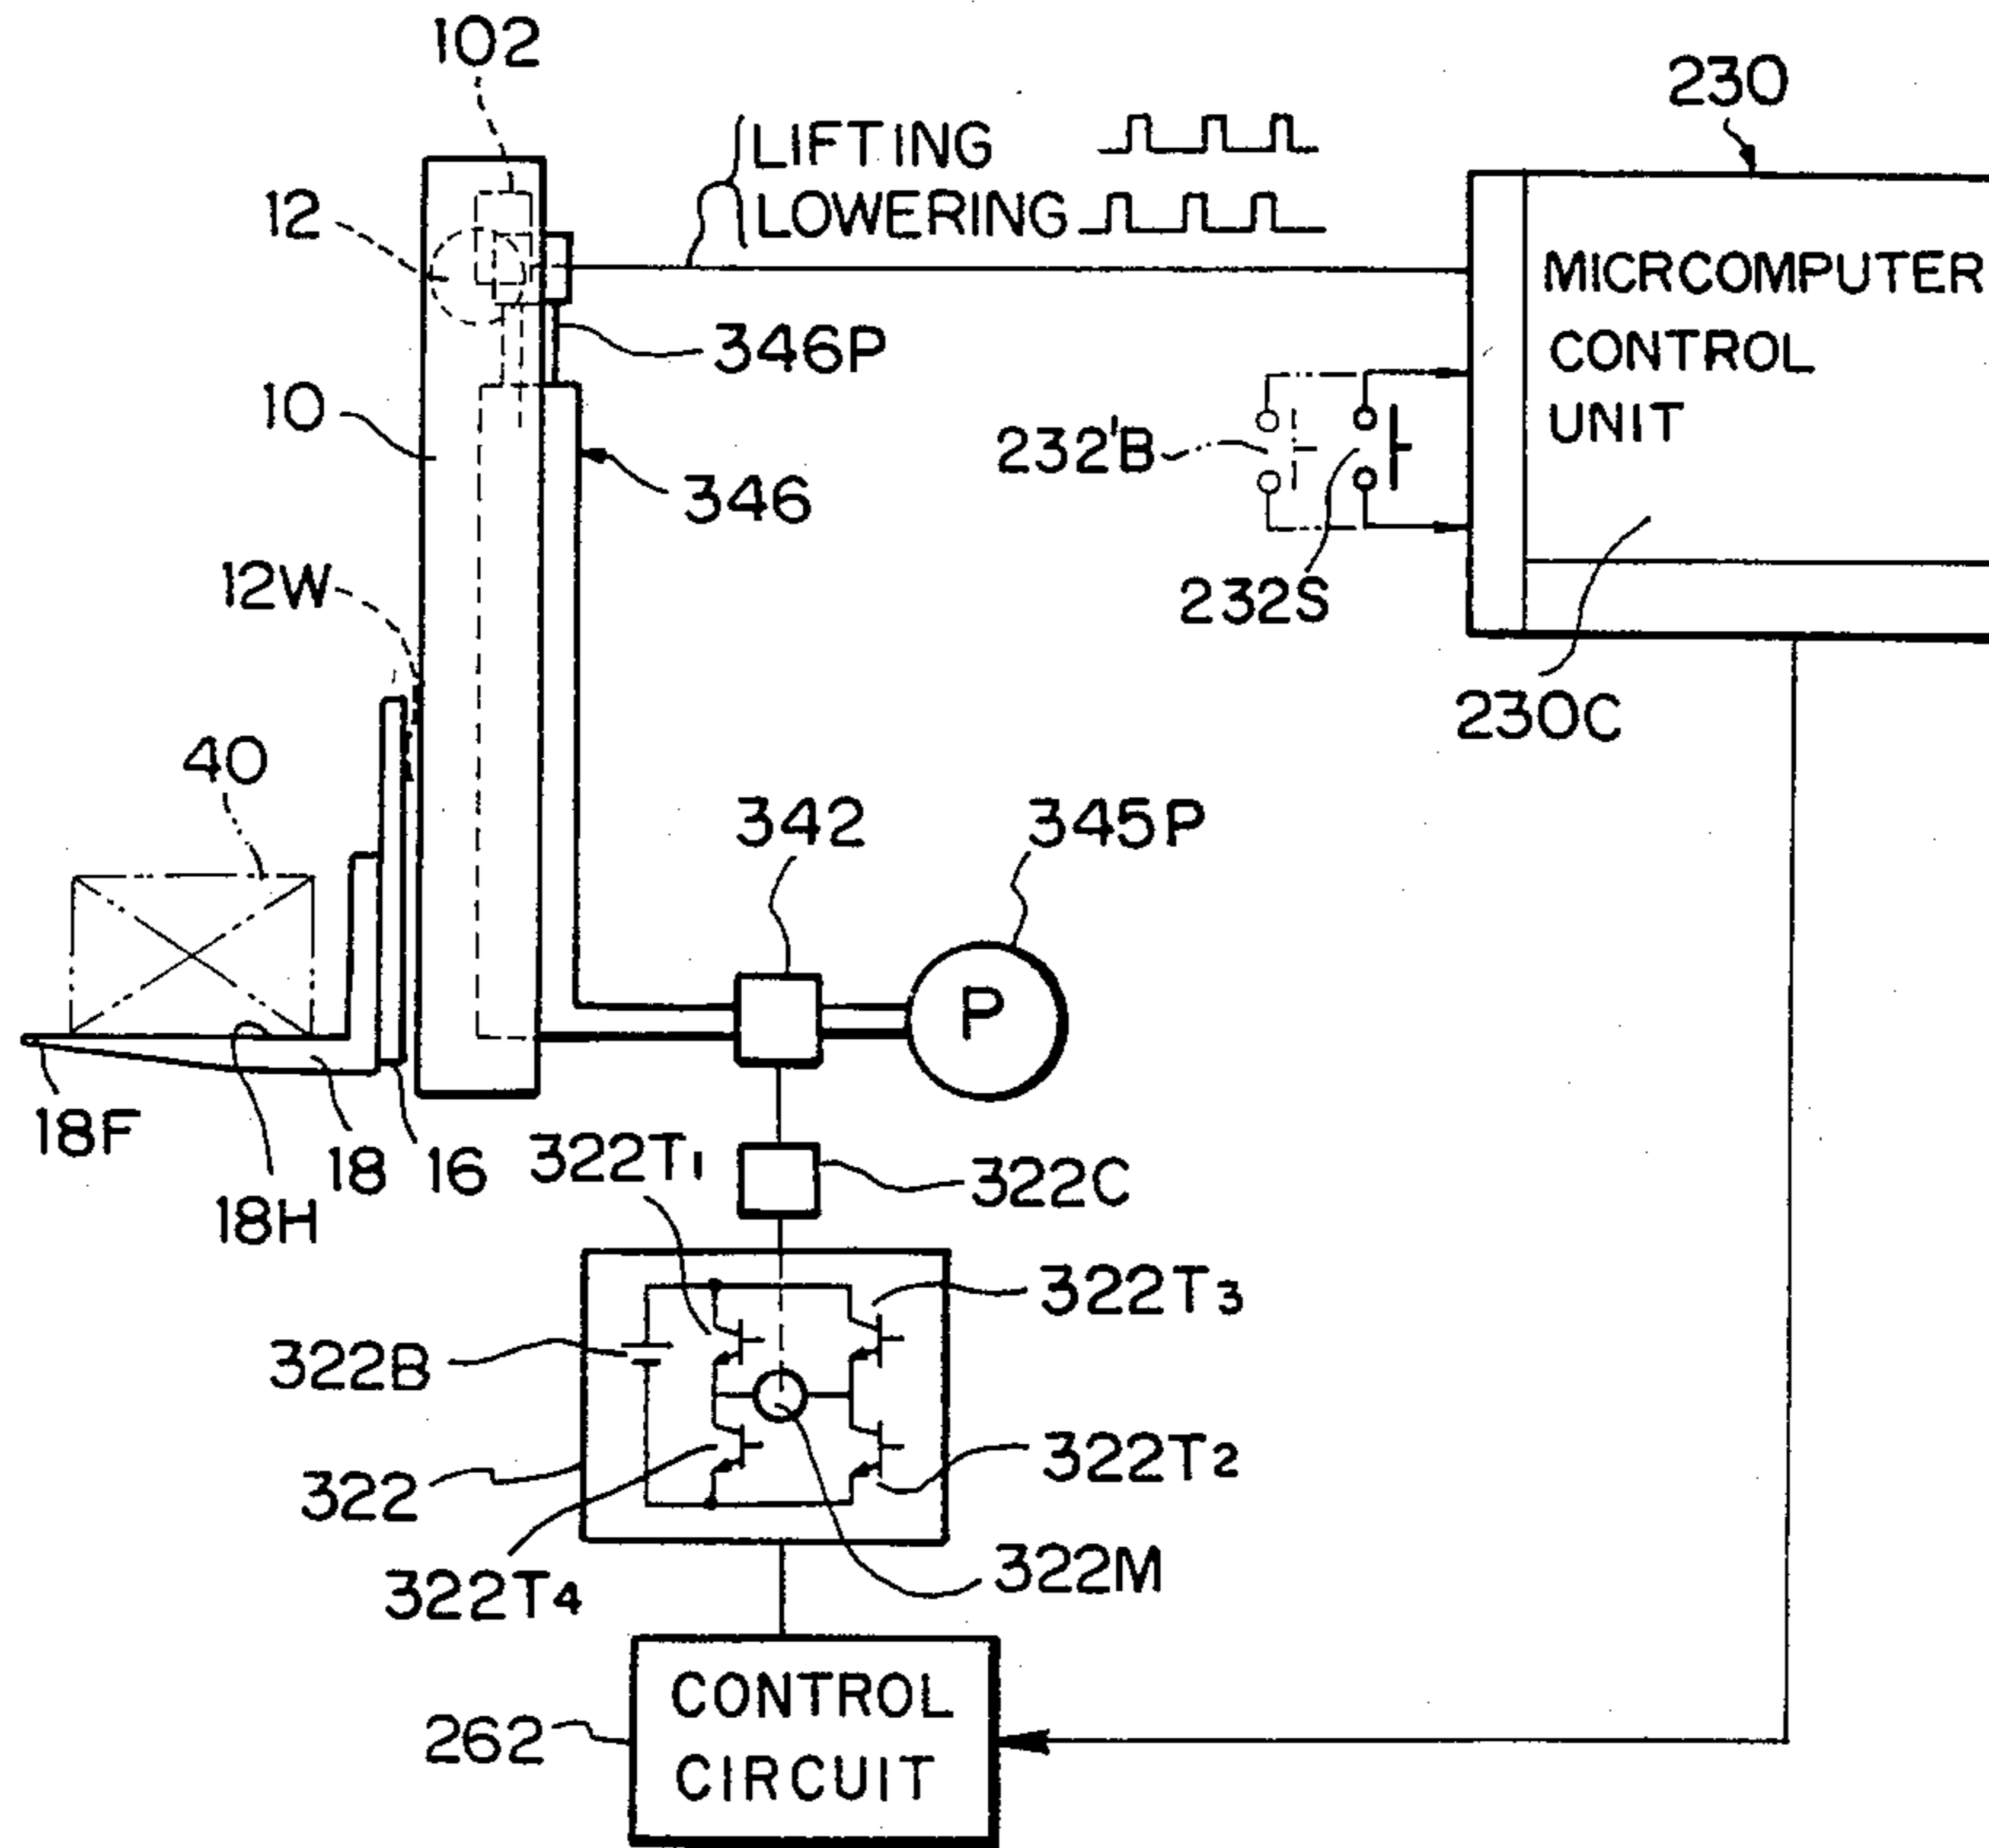 102
230
LIFTING
LOWERING
12
MICRCOMPUTER
CONTROL
UNIT
346P
10
232'B
346
232S
12W
230C
40
342
345P
P
18F
18
16
18H
322T1
322C
322T3
322B
322T2
322
322M
322T4
CONTROL
CIRCUIT
262